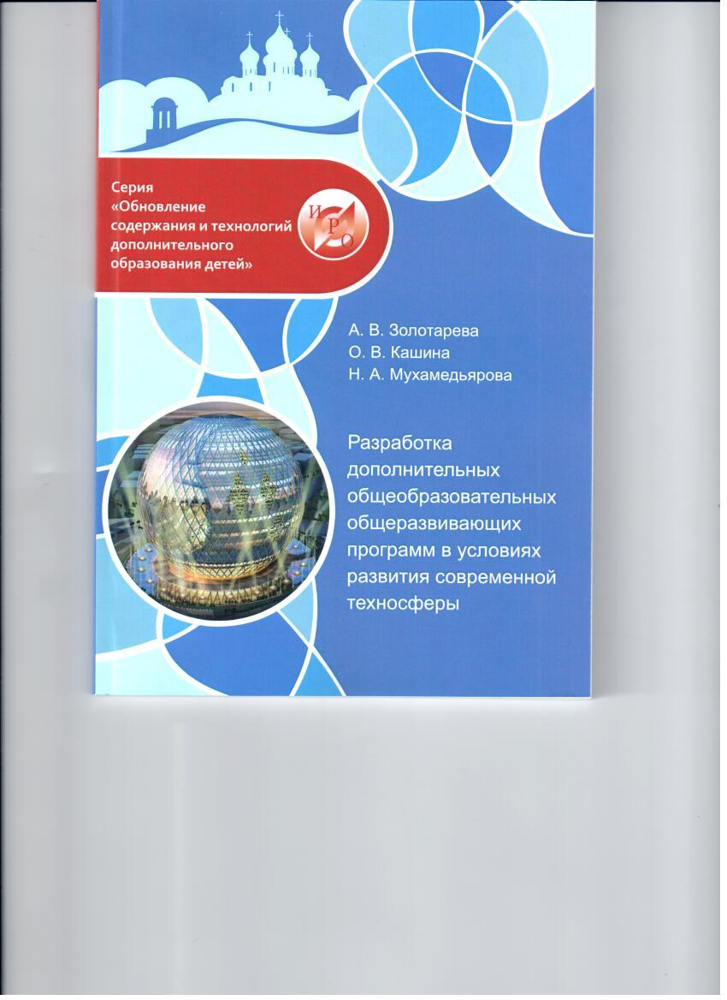 Серия
«Обновление
содержания и технологий
дополнительного
образования детей»
И
Р
О
А. В. Золотарева
О. В. Кашина
Н. А. Мухамедьярова
Разработка
дополнительных
общеобразовательных
общеразвивающих
программ в условиях
развития современной
техносферы